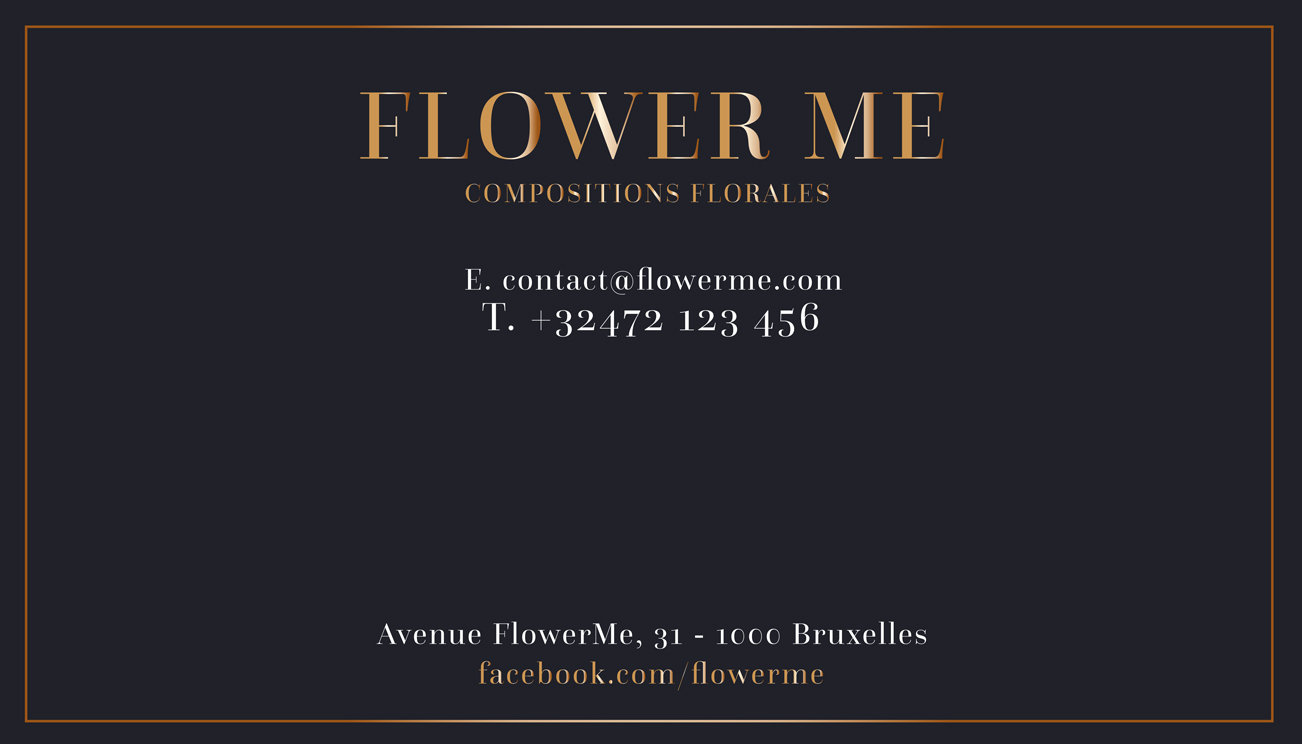 FLOWER ME
COMPOSITIONS FLORALES
E. contact@flowerme.com
T. +32472 123 456
Avenue FlowerMe, 31 - 1000 Bruxelles
facebook.com/flowerme